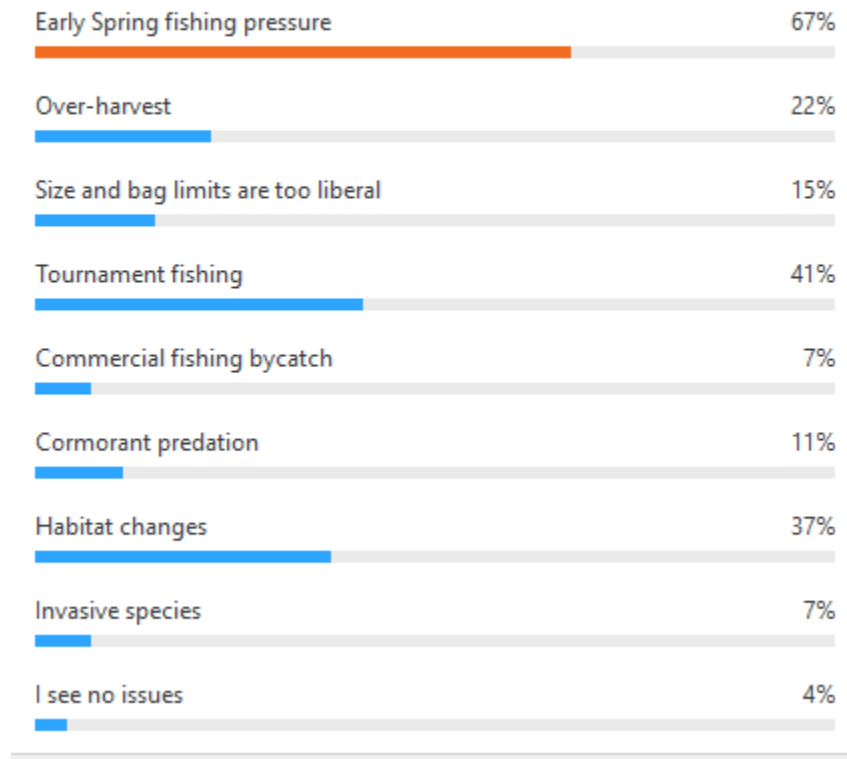 Early Spring fishing pressure 67%
Over-harvest 22%
Size and bag limits are too liberal 15%
Tournament fishing 41%
Commercial fishing bycatch 7%
Cormorant predation 11%
Habitat changes 37%
Invasive species 7%
I see no issues 4%